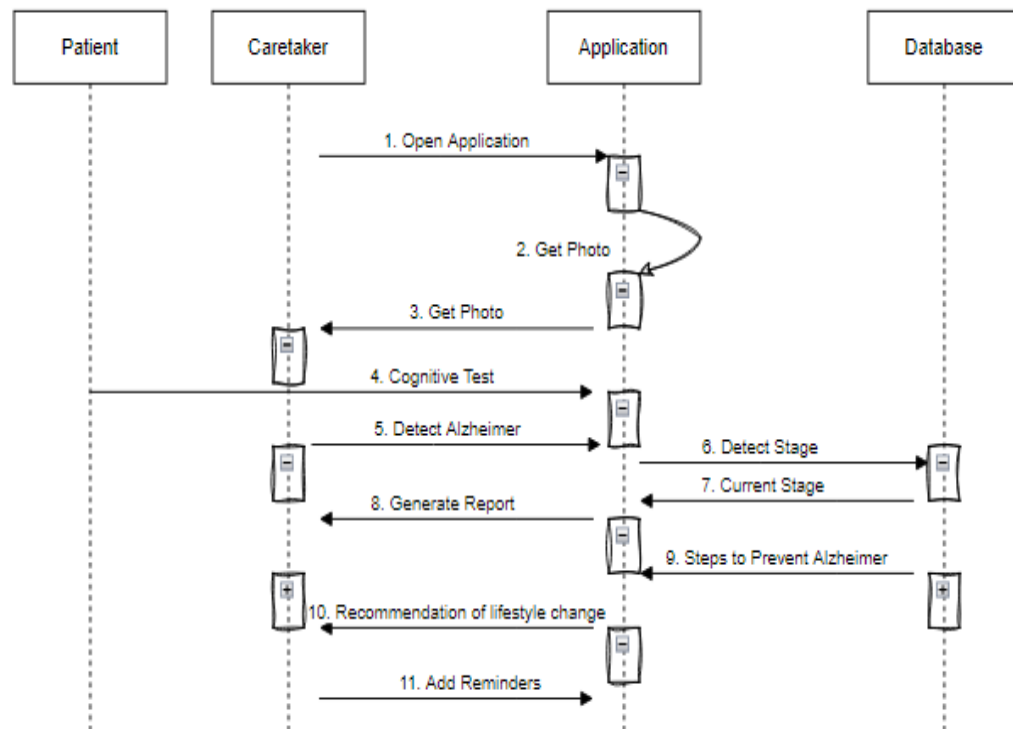 Patient
Caretaker
Application
Database
1. Open Application
2. Get Photo
3. Get Photo
4. Cognitive Test
5. Detect Alzheimer
6. Detect Stage
7. Current Stage
8. Generate Report
9. Steps to Prevent Alzheimer
10. Recommendation of lifestyle change
11. Add Reminders